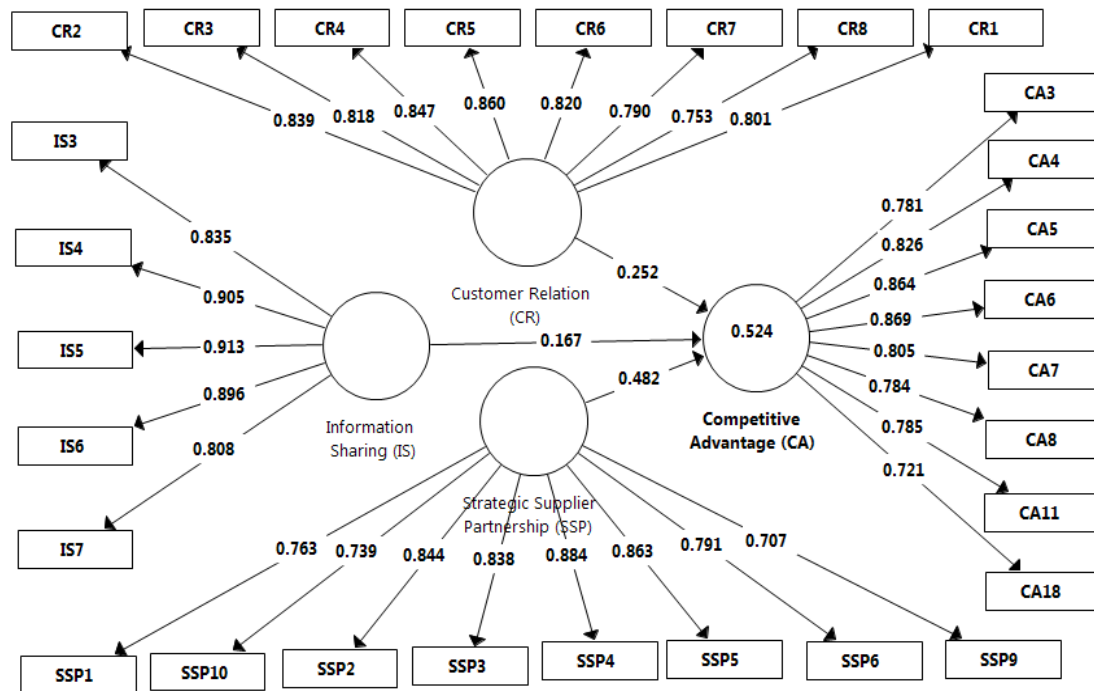 CR2
CR3
CR4
CR5
CR6
CR7
CR8
CR1
0.839
0.818
0.847
0.860
0.820
0.790
0.753
0.801
IS3
IS4
IS5
IS6
IS7
0.835
0.905
0.913
0.896
0.808
Customer Relation
(CR)
0.252
0.167
0.482
0.524
Information
Sharing (IS)
Competitive
Advantage (CA)
Strategic Supplier
Partnership (SSP)
0.781
0.826
0.864
0.869
0.805
0.784
0.785
0.721
CA3
CA4
CA5
CA6
CA7
CA8
CA11
CA18
0.763
0.739
0.844
0.838
0.884
0.863
0.791
0.707
SSP1
SSP10
SSP2
SSP3
SSP4
SSP5
SSP6
SSP9